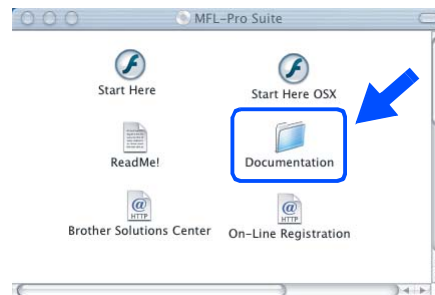 MFL-Pro Suite
Start Here
Start Here OSX
ReadMe!
Documentation
@
HTTP
@
HTTP
Brother Solutions Center
On-Line Registration